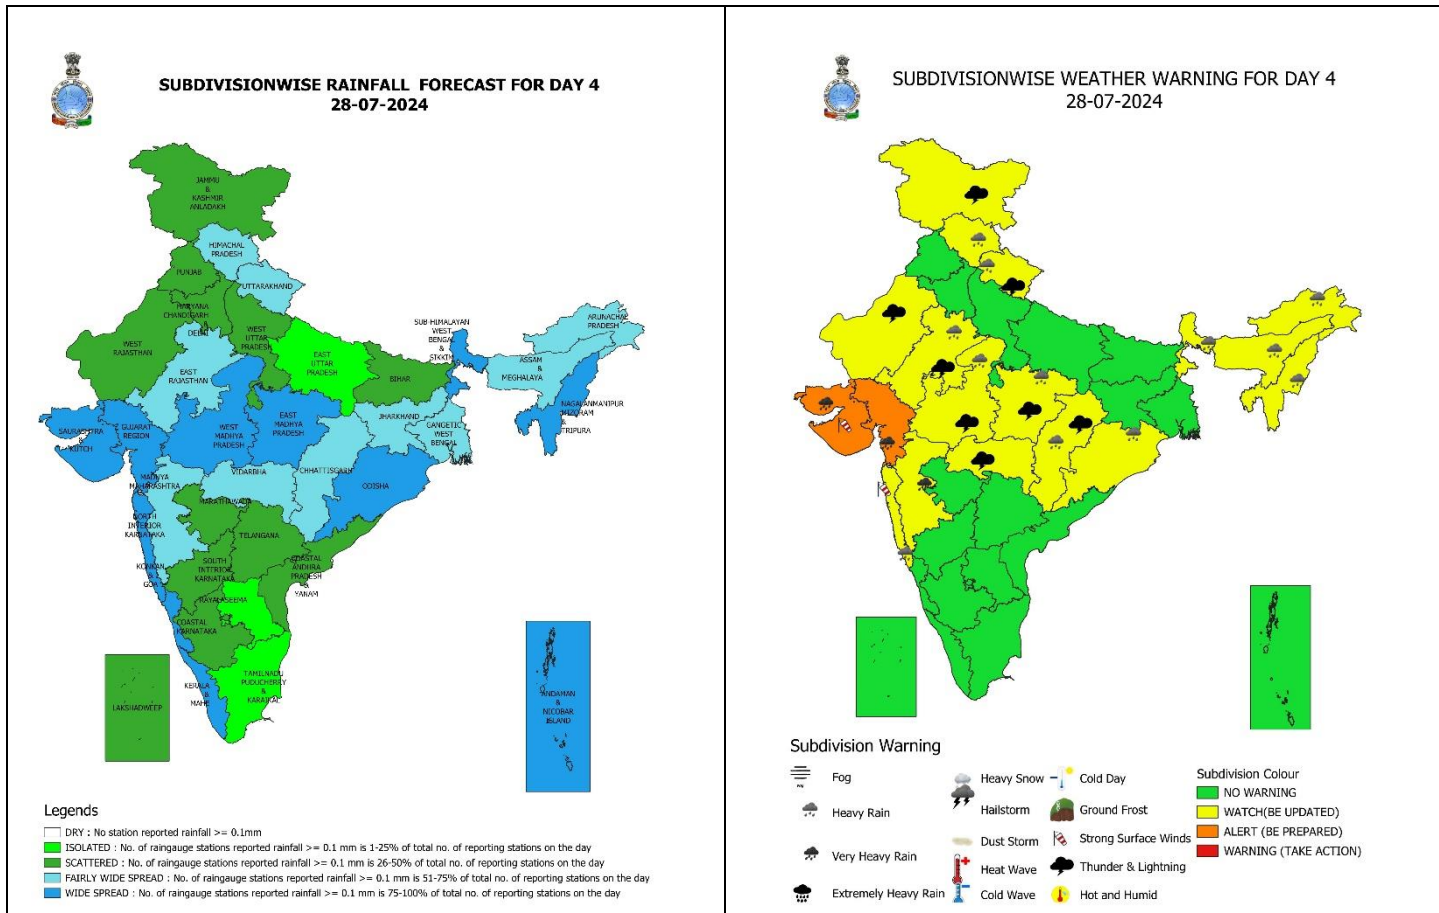 SUBDIVISIONWISE RAINFALL FORECAST FOR DAY 4
28-07-2024
JAMMU
&
KASHMIR
ANLADAKH
HIMACHAL
PRADESH
PUNJAB
UTTARAKHAND
HARYANA
CHANDIGARH
&
DELHI
WEST
UTTAR
PRADESH
WEST
RAJASTHAN
EAST
RAJASTHAN
EAST
UTTAR
PRADESH
BIHAR
SUB-HIMALAYAN
WEST
BENGAL
&
SIKKIM
ARUNACHAL
PRADESH
ASSAM
&
MEGHALAYA
NAGALANMANIPUR
MIZORAM
&
TRIPURA
JHARKHAND
GANGETIC
WEST
BENGAL
SAURASHTRA
&
KUTCH
GUJARAT
REGION
WEST
MADHYA
PRADESH
EAST
MADHYA
PRADESH
CHHATTISGARH
ODISHA
VIDARBHA
MADHYA
MAHARASHTRA
MARATHAWADA
NORTH
INTERIOR
KARNATAKA
TELANGANA
KONKAN
&
GOA
SOUTH
INTERIOR
KARNATAKA
COASTAL
ANDHRA
PRADESH
&
YANAM
RAYALASEEMA
COASTAL
KARNATAKA
KERALA
&
MAHE
TAMILNADU
PUDUCHERRY
&
KARAIKAL
LAKSHADWEEP
ANDAMAN
&
NICOBAR
ISLAND
Legends
DRY : No station reported rainfall >= 0.1mm
ISOLATED : No. of raingauge stations reported rainfall >= 0.1 mm is 1-25% of total no. of reporting stations on the day
SCATTERED : No. of raingauge stations reported rainfall >= 0.1 mm is 26-50% of total no. of reporting stations on the day
FAIRLY WIDE SPREAD : No. of raingauge stations reported rainfall >= 0.1 mm is 51-75% of total no. of reporting stations on the day
WIDE SPREAD : No. of raingauge stations reported rainfall >= 0.1 mm is 75-100% of total no. of reporting stations on the day
SUBDIVISIONWISE WEATHER WARNING FOR DAY 4
28-07-2024
Subdivision Warning
Fog
Heavy Rain
Very Heavy Rain
Extremely Heavy Rain
Heavy Snow
Hailstorm
Dust Storm
Heat Wave
Cold Wave
Cold Day
Ground Frost
Strong Surface Winds
Thunder & Lightning
Hot and Humid
Subdivision Colour
NO WARNING
WATCH(BE UPDATED)
ALERT (BE PREPARED)
WARNING (TAKE ACTION)